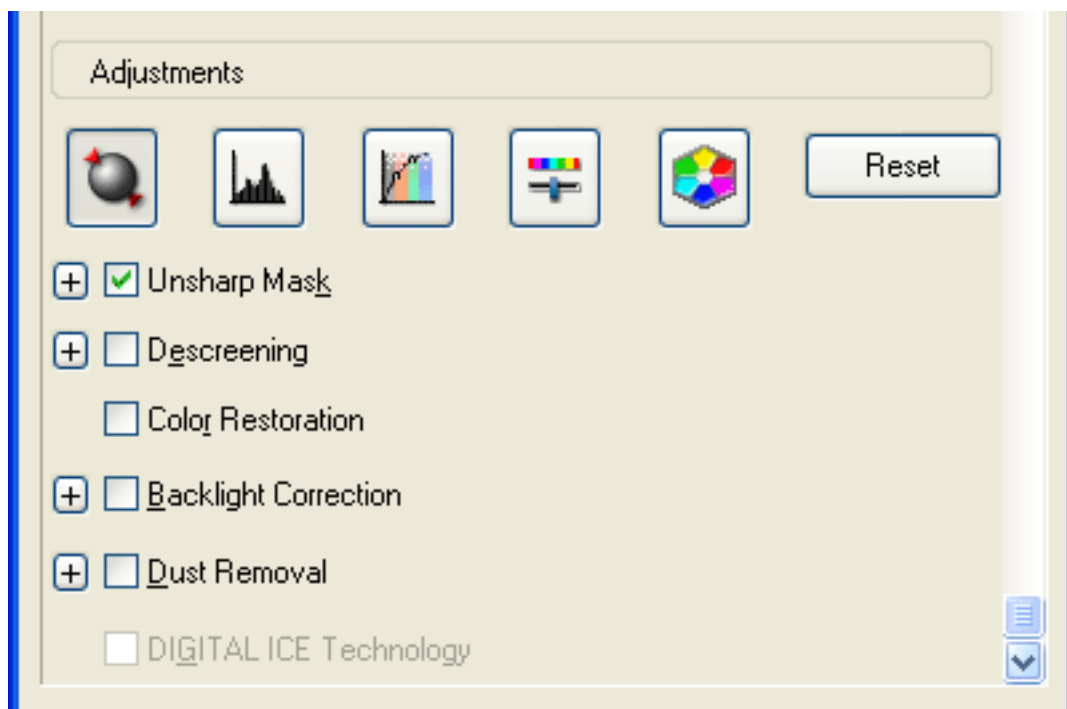 Adjustments
Reset
Unsharp Mask
Descreening
Color Restoration
Backlight Correction
Dust Removal
DIGITAL ICE Technology